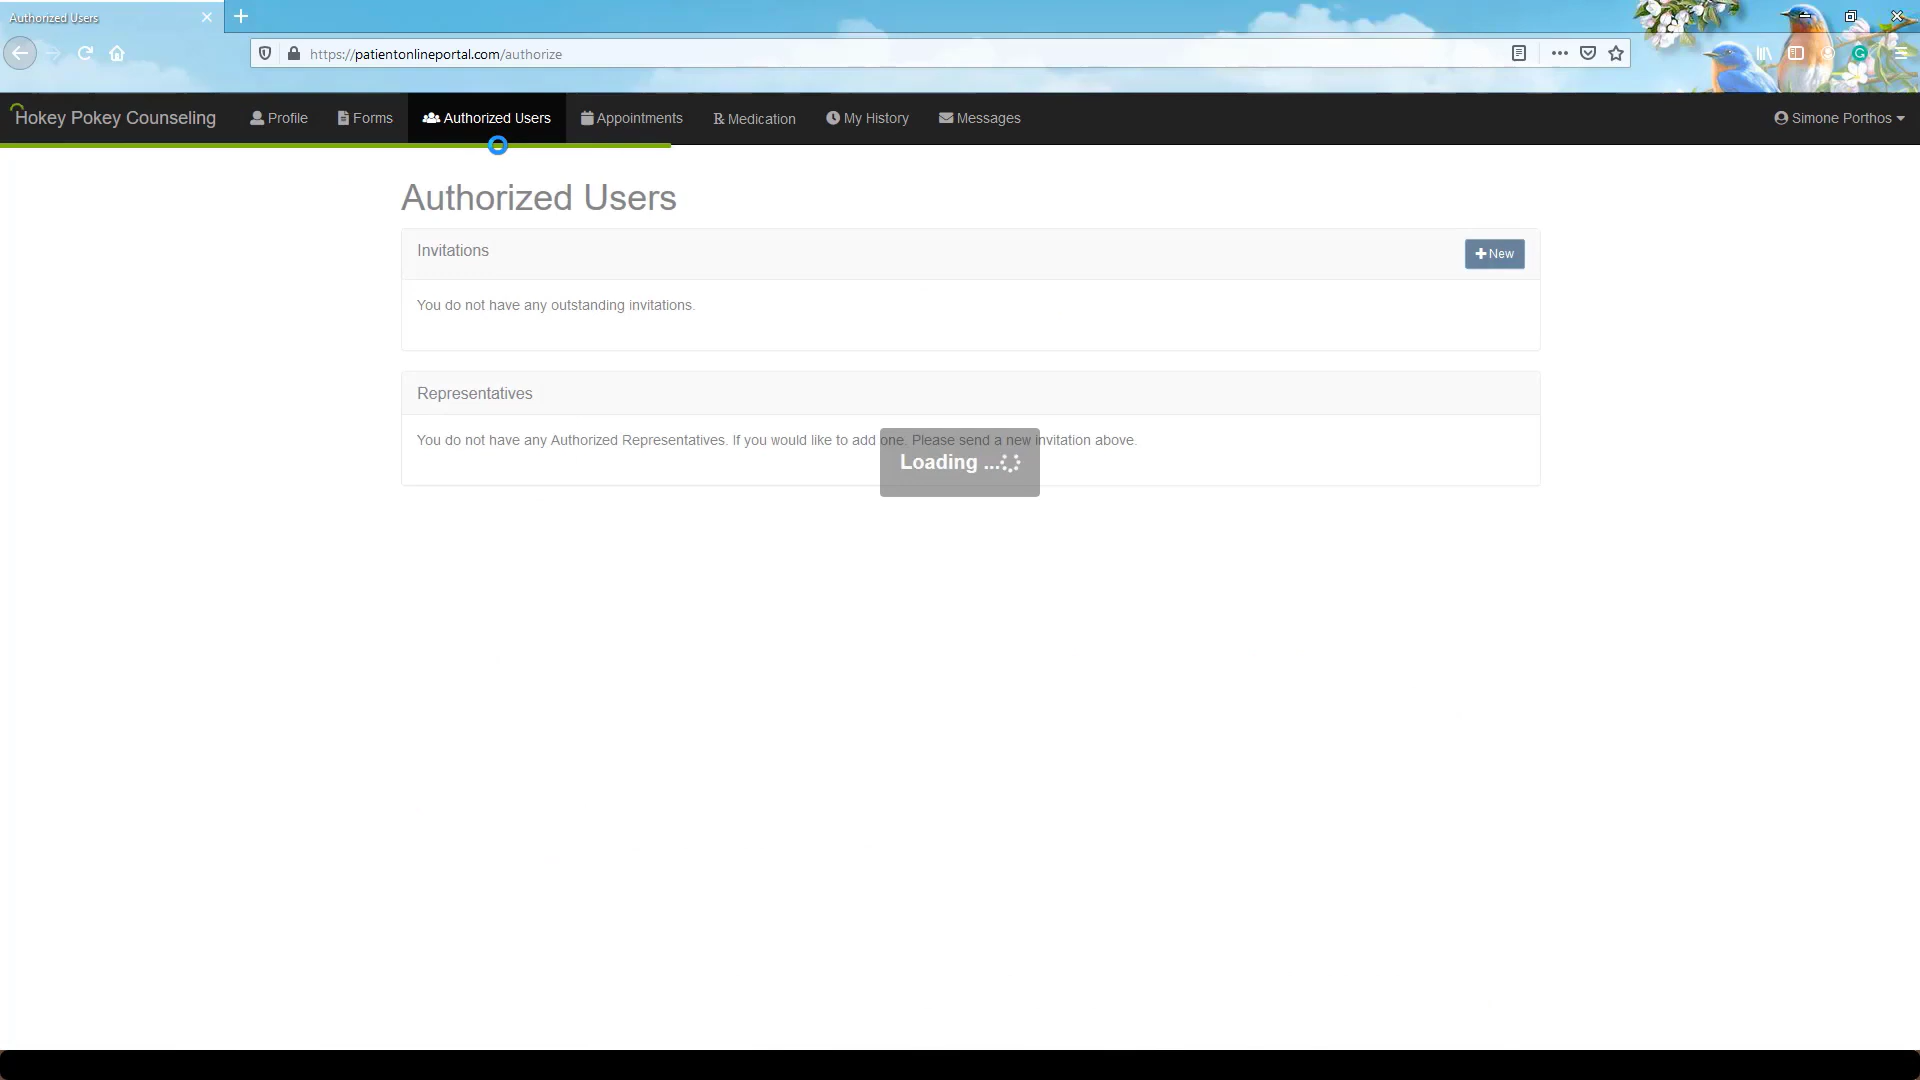 Authorized Users
https://patientonlineportal.com/authorize
Hokey Pokey Counseling Profile Forms Authorized Users Appointments Medication My History Messages Simone Porthos
Authorized Users
Invitations
New
You do not have any outstanding invitations.
Representatives
You do not have any Authorized Representatives. If you would like to add one. Please send a new invitation above.
Loading ...